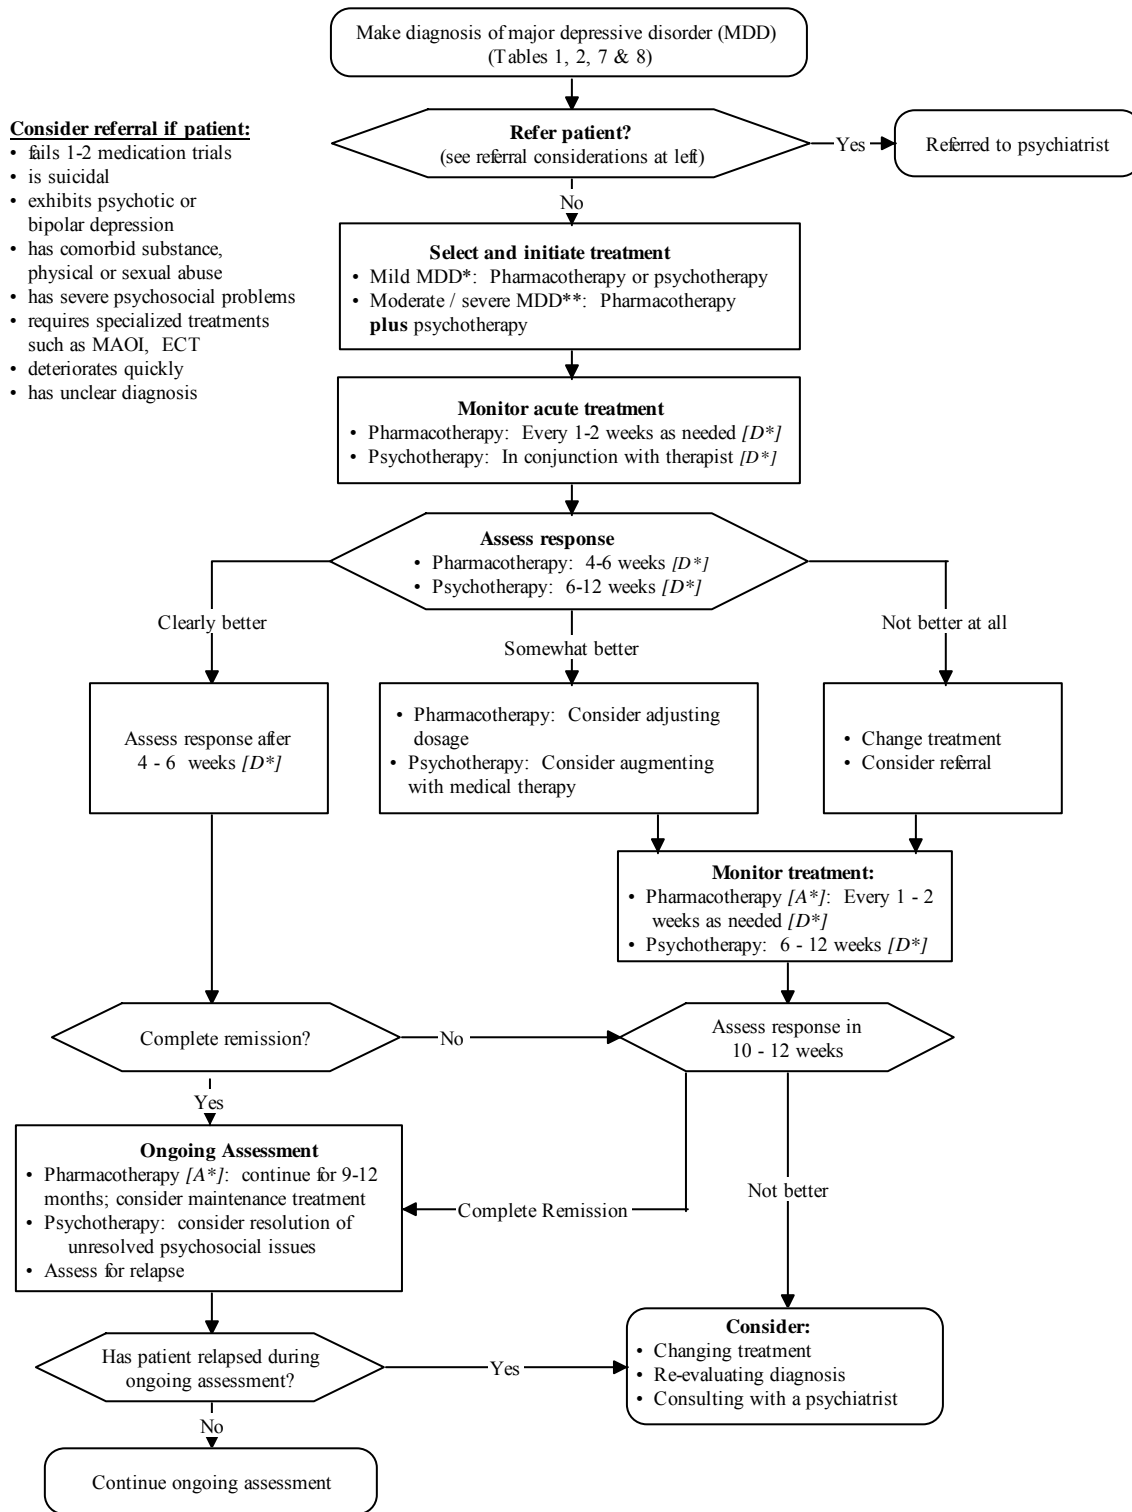 Make diagnosis of major depressive disorder (MDD)
(Tables 1, 2, 7 & 8)
Consider referral if patient:
• fails 1-2 medication trials
• is suicidal
• exhibits psychotic or
bipolar depression
• has comorbid substance,
physical or sexual abuse
• has severe psychosocial problems
• requires specialized treatments
such as MAOI, ECT
• deteriorates quickly
• has unclear diagnosis
Refer patient?
(see referral considerations at left)
Yes
Referred to psychiatrist
No
Select and initiate treatment
• Mild MDD*: Pharmacotherapy or psychotherapy
• Moderate / severe MDD**: Pharmacotherapy
plus psychotherapy
Monitor acute treatment
• Pharmacotherapy: Every 1-2 weeks as needed [D*]
• Psychotherapy: In conjunction with therapist [D*]
Assess response
• Pharmacotherapy: 4-6 weeks [D*]
• Psychotherapy: 6-12 weeks [D*]
Clearly better
Somewhat better
Not better at all
Assess response after
4 - 6 weeks [D*]
• Pharmacotherapy: Consider adjusting
dosage
• Psychotherapy: Consider augmenting
with medical therapy
• Change treatment
• Consider referral
Monitor treatment:
• Pharmacotherapy [A*]: Every 1 - 2
weeks as needed [D*]
• Psychotherapy: 6 - 12 weeks [D*]
Complete remission?
No
Assess response in
10 - 12 weeks
Yes
Ongoing Assessment
• Pharmacotherapy [A*]: continue for 9-12
months; consider maintenance treatment
• Psychotherapy: consider resolution of
unresolved psychosocial issues
• Assess for relapse
Complete Remission
Not better
Has patient relapsed during
ongoing assessment?
Yes
Consider:
• Changing treatment
• Re-evaluating diagnosis
• Consulting with a psychiatrist
No
Continue ongoing assessment